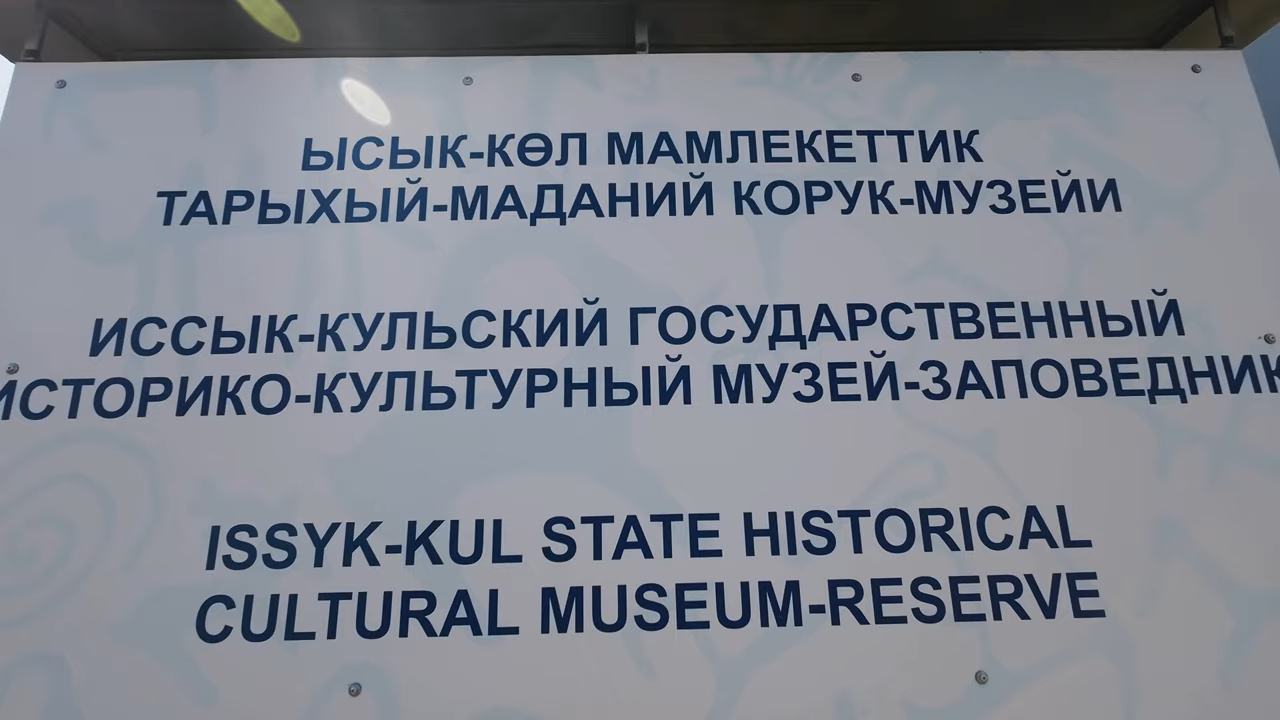 ЫСЫК-КӨЛ МАМЛЕКЕТТИК
ТАРЫХЫЙ-МАДАНИЙ КОРУК-МУЗЕЙИ
ИССЫК-КУЛЬСКИЙ ГОСУДАРСТВЕННЫЙ
ИСТОРИКО-КУЛЬТУРНЫЙ МУЗЕЙ-ЗАПОВЕДНИК
ISSYK-KUL STATE HISTORICAL
CULTURAL MUSEUM-RESERVE